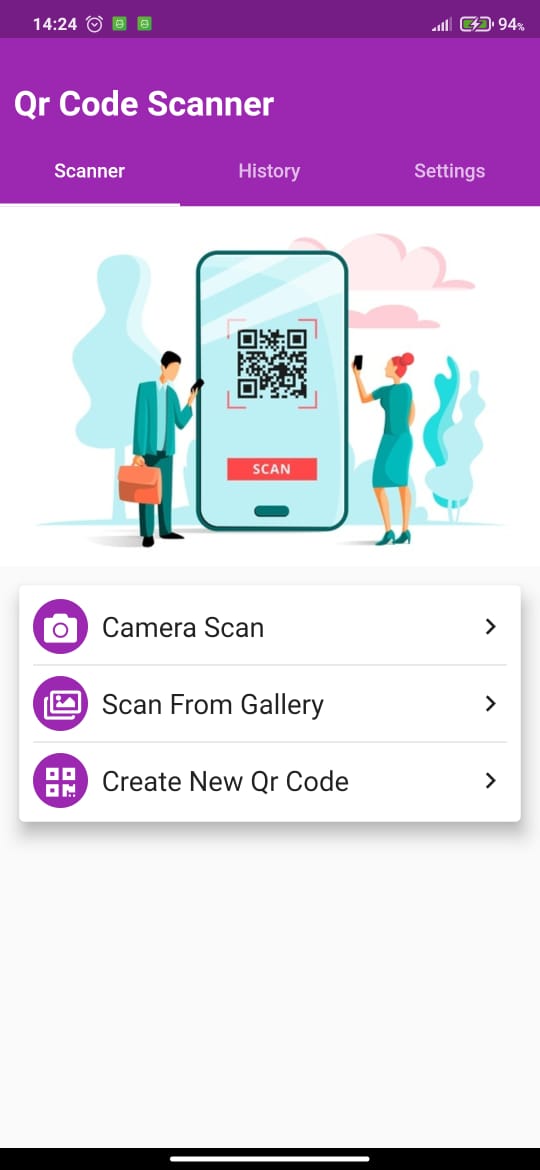 14:24 94%
Qr Code Scanner
Scanner History Settings
SCAN
Camera Scan
Scan From Gallery
Create New Qr Code